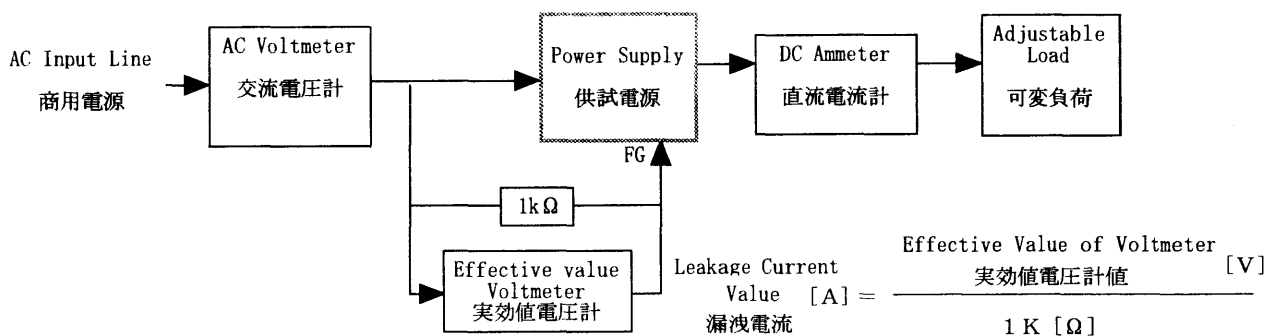 AC Input Line
商用電源
AC Voltmeter
交流電圧計
Power Supply
供試電源
DC Ammeter
直流電流計
Adjustable
Load
可変負荷
FG
1kΩ
Effective value
Voltmeter
実効値電圧計
Leakage Current
Value [A] =
漏洩電流
Effective Value of Voltmeter
実効値電圧計値
[V]
1 K [Ω]